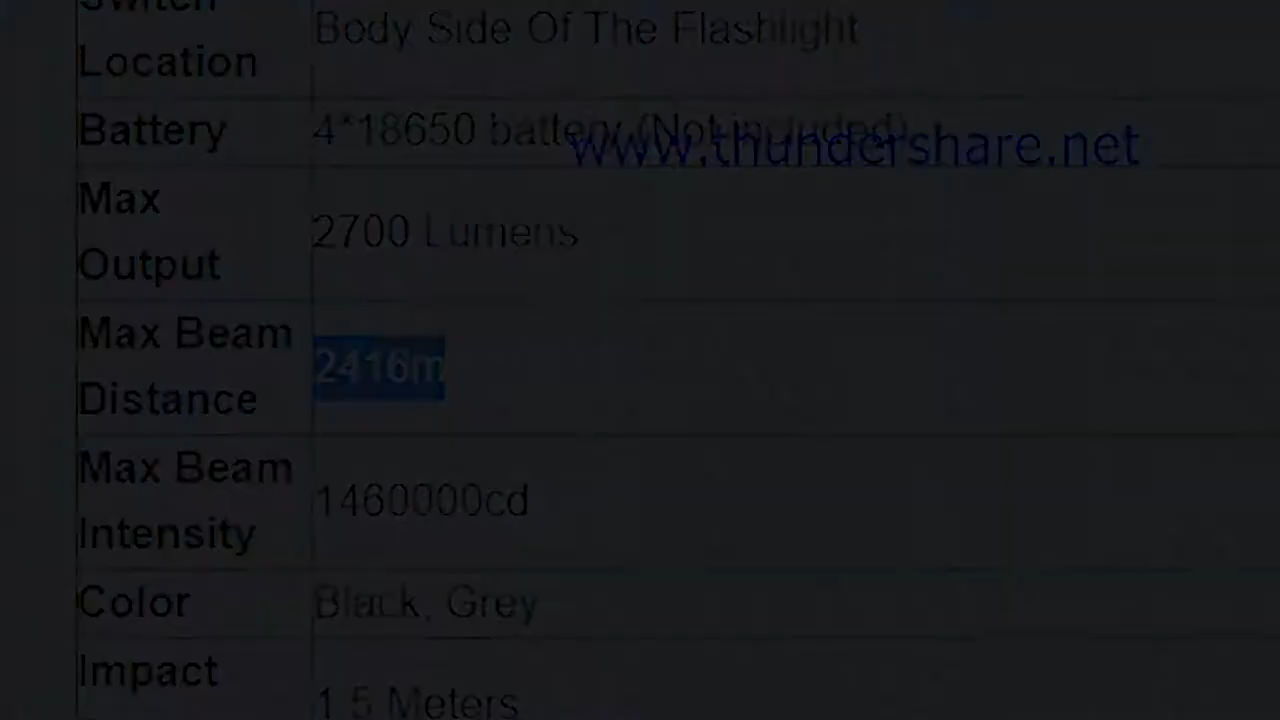 Switch
Location
Body Side Of The Flashlight
Battery
4*18650 battery (Not included)
www.thundershare.net
Max
Output
2700 Lumens
Max Beam
Distance
2416m
Max Beam
Intensity
1460000cd
Color
Black, Grey
Impact
1.5 Meters